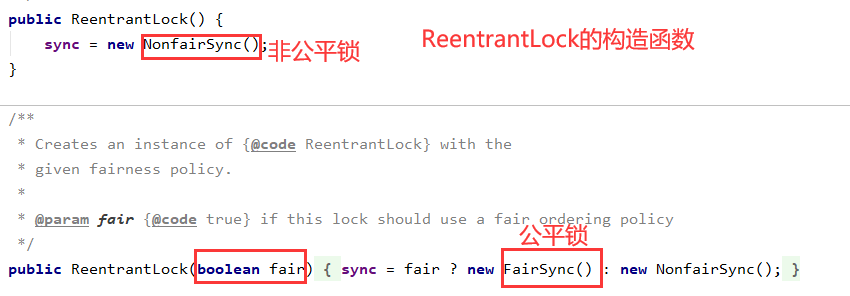 public ReentrantLock() {
sync = new NonfairSync(); 非公平锁
ReentrantLock的构造函数
}
/**
* Creates an instance of {@code ReentrantLock} with the
* given fairness policy.
*
* @param fair {@code true} if this lock should use a fair ordering policy
*/
公平锁
public ReentrantLock(boolean fair) { sync = fair ? new FairSync() : new NonfairSync(); }